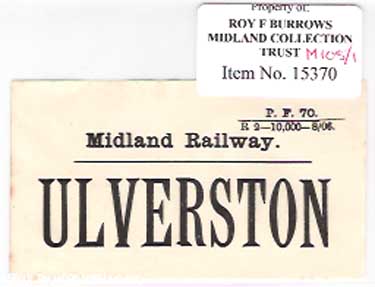 Property of:
ROY F BURROWS
MIDLAND COLLECTION
TRUST M105/1
Item No. 15370
P. F. 70.
R 2—10,000—8/06.
Midland Railway.
ULVERSTON